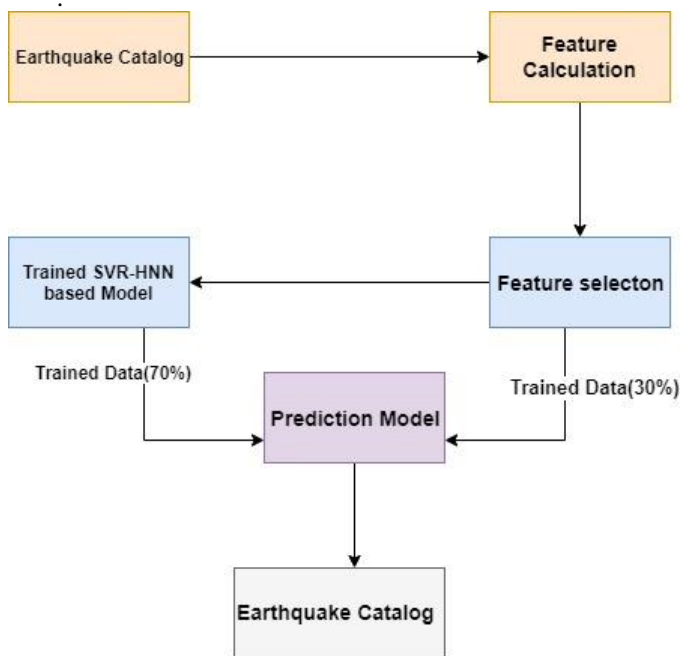 Earthquake Catalog
Feature
Calculation
Trained SVR-HNN
based Model
Feature selecton
Trained Data(70%)
Trained Data(30%)
Prediction Model
Earthquake Catalog